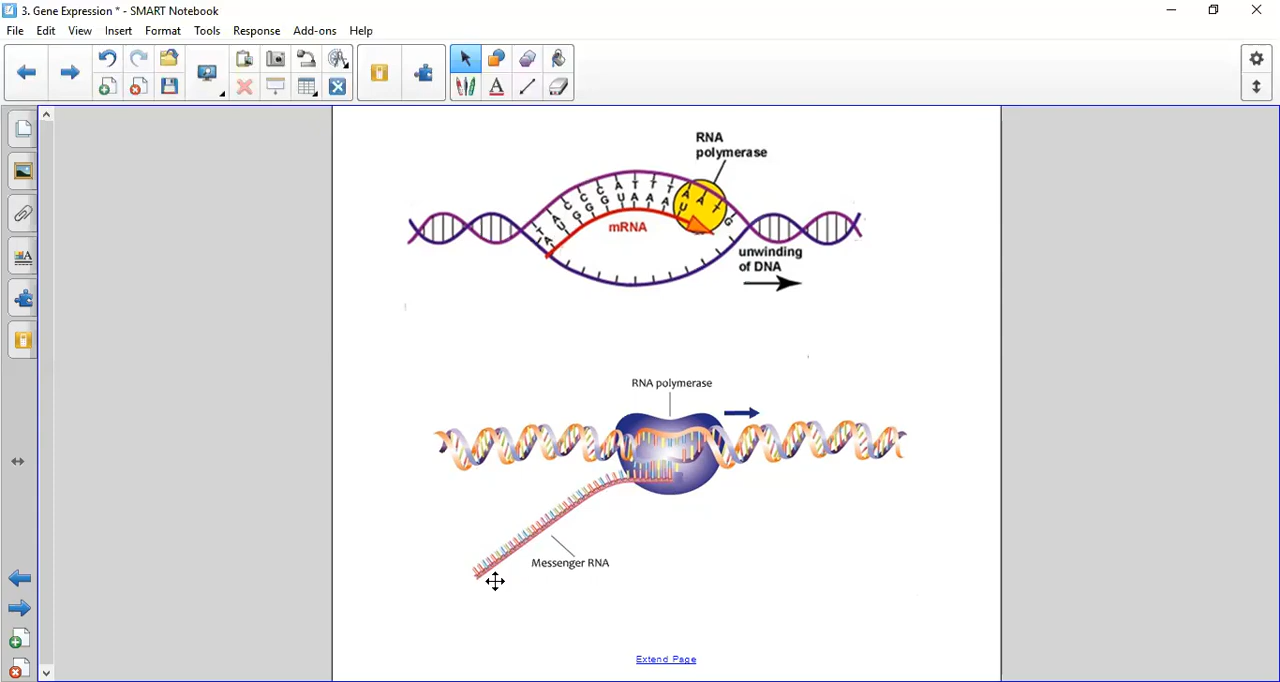 3. Gene Expression * - SMART Notebook
File Edit View Insert Format Tools Response Add-ons Help
RNA
polymerase
T A C C C A T T T A A T G
A U G G G U A A A U
mRNA
unwinding
of DNA
RNA polymerase
Messenger RNA
Extend Page